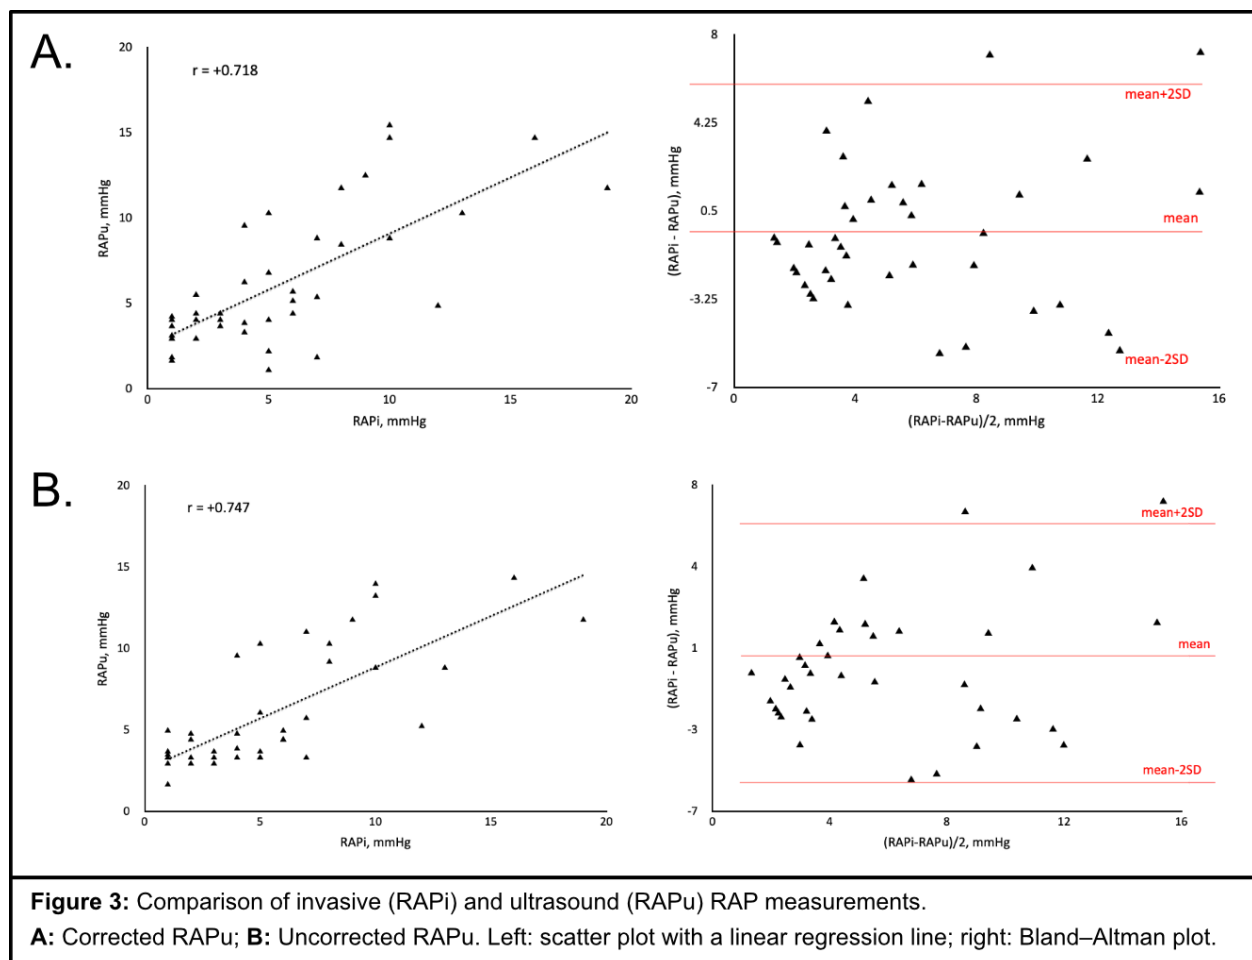 A.
r = +0.718
20
15
10
5
0
RAPu, mmHg
0 5 10 15 20
RAPi, mmHg
8
4.25
0.5
-3.25
-7
(RAPi - RAPu), mmHg
mean+2SD
mean
mean-2SD
0 4 8 12 16
(RAPi-RAPu)/2, mmHg
B.
r = +0.747
20
15
10
5
0
RAPu, mmHg
0 5 10 15 20
RAPi, mmHg
8
4
1
-3
-7
(RAPi - RAPu), mmHg
mean+2SD
mean
mean-2SD
0 4 8 12 16
(RAPi-RAPu)/2, mmHg
Figure 3: Comparison of invasive (RAPi) and ultrasound (RAPu) RAP measurements.
A: Corrected RAPu; B: Uncorrected RAPu. Left: scatter plot with a linear regression line; right: Bland–Altman plot.